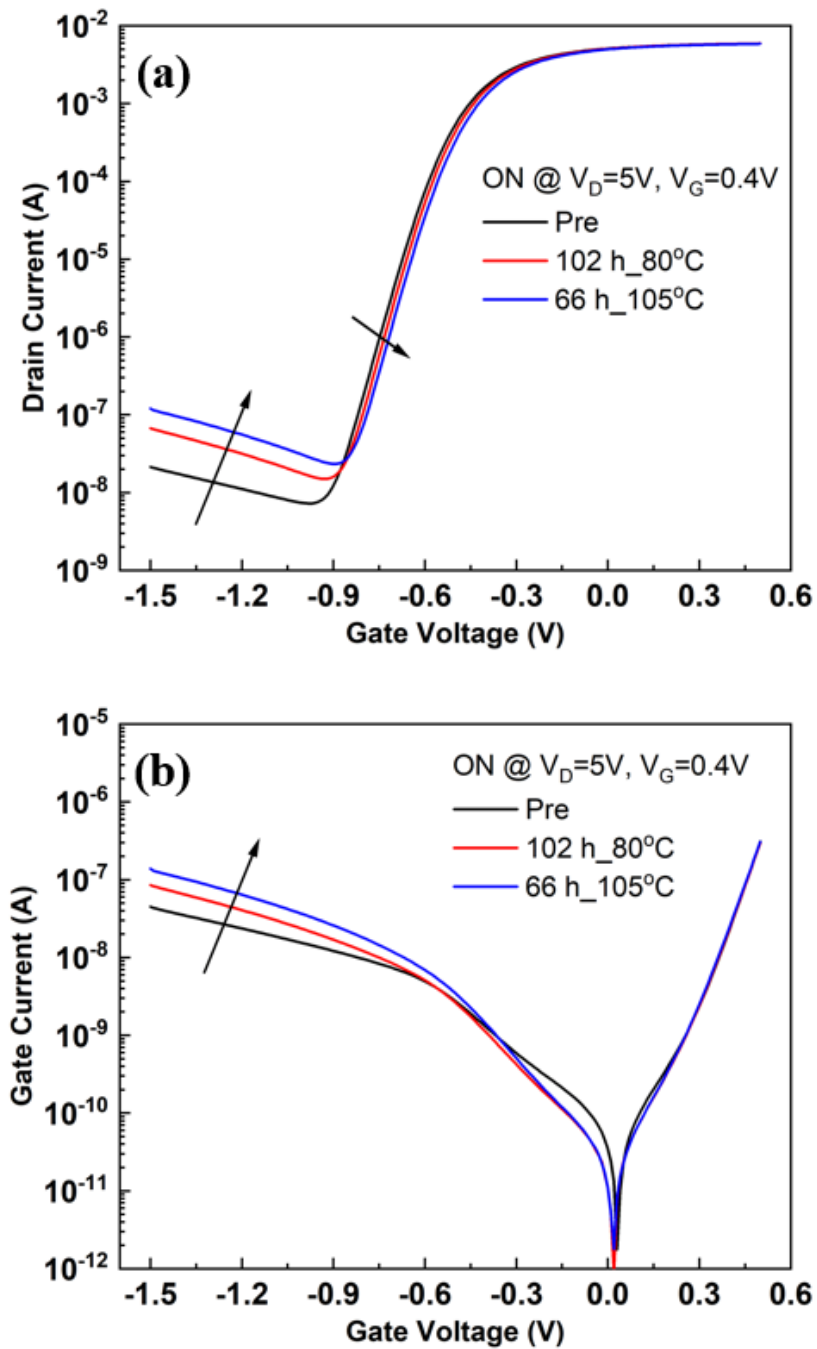 (a)
10⁻²
10⁻³
10⁻⁴
10⁻⁵
10⁻⁶
10⁻⁷
10⁻⁸
10⁻⁹
Drain Current (A)
ON @ V_D=5V, V_G=0.4V
Pre
102 h_80°C
66 h_105°C
-1.5 -1.2 -0.9 -0.6 -0.3 0.0 0.3 0.6
Gate Voltage (V)
(b)
10⁻⁵
10⁻⁶
10⁻⁷
10⁻⁸
10⁻⁹
10⁻¹⁰
10⁻¹¹
10⁻¹²
Gate Current (A)
ON @ V_D=5V, V_G=0.4V
Pre
102 h_80°C
66 h_105°C
-1.5 -1.2 -0.9 -0.6 -0.3 0.0 0.3 0.6
Gate Voltage (V)